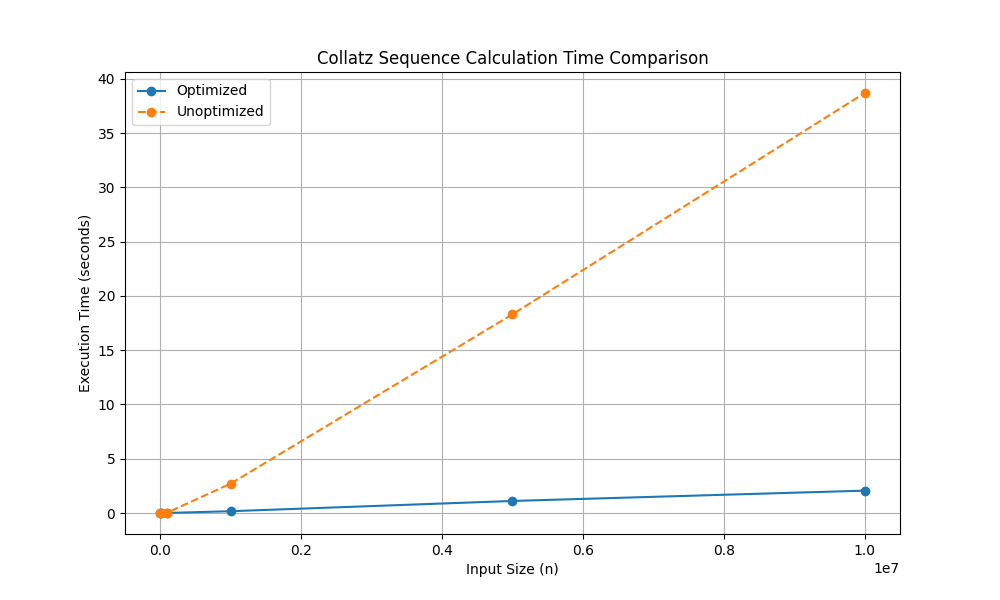 Collatz Sequence Calculation Time Comparison
Optimized
Unoptimized
Execution Time (seconds)
40
35
30
25
20
15
10
5
0
0.0 0.2 0.4 0.6 0.8 1.0
1e7
Input Size (n)